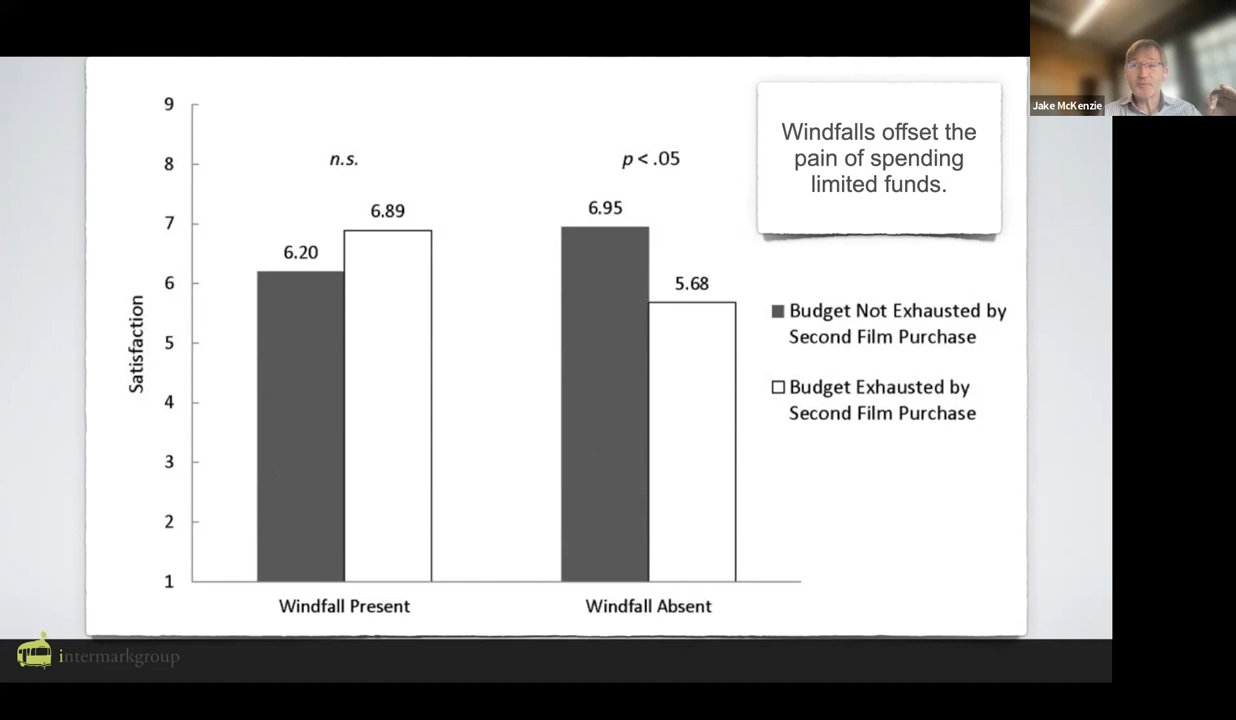 Jake McKenzie
Windfalls offset the
pain of spending
limited funds.
9
8
7
6
5
4
3
2
1
Satisfaction
n.s.
p < .05
6.20
6.89
6.95
5.68
Windfall Present
Windfall Absent
Budget Not Exhausted by
Second Film Purchase
Budget Exhausted by
Second Film Purchase
intermarkgroup